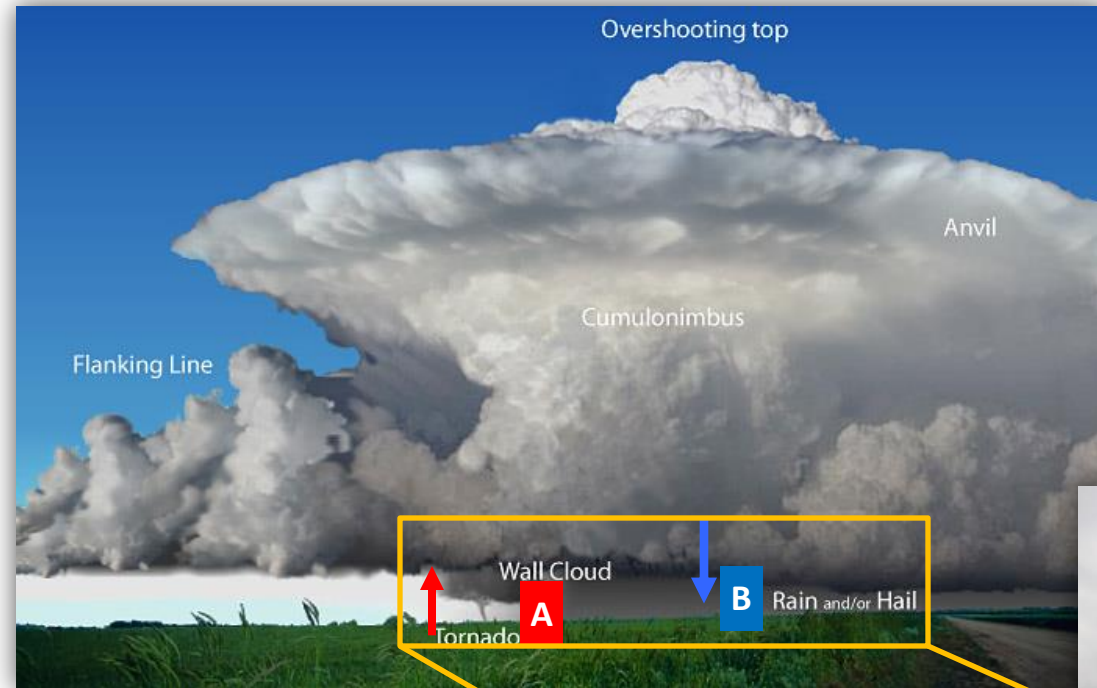 Overshooting top
Anvil
Cumulonimbus
Flanking Line
Wall Cloud
A
B
Rain and/or Hail
Tornado